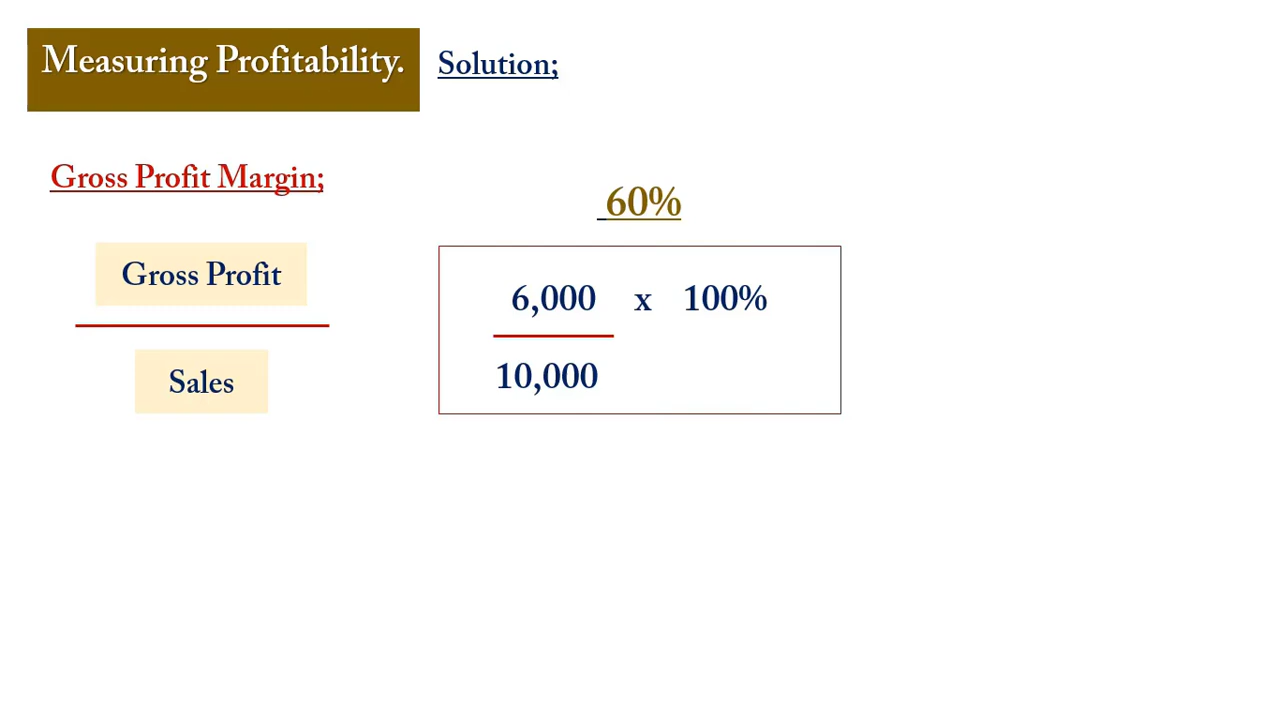 Measuring Profitability.
Solution;
Gross Profit Margin;
60%
Gross Profit
Sales
6,000 x 100%
10,000